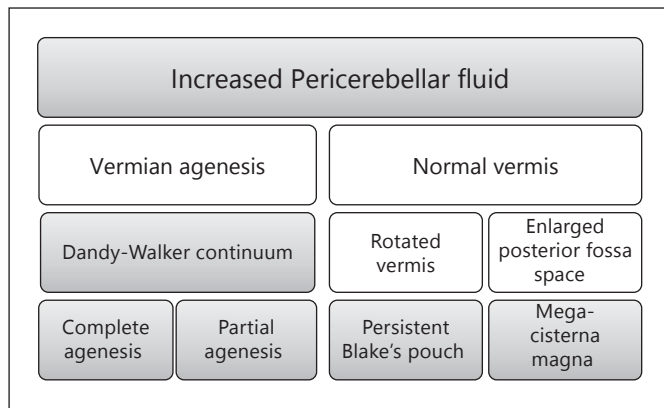 Increased Pericerebellar fluid
Vermian agenesis
Normal vermis
Dandy-Walker continuum
Rotated
vermis
Enlarged
posterior fossa
space
Complete
agenesis
Partial
agenesis
Persistent
Blake's pouch
Mega-
cisterna
magna